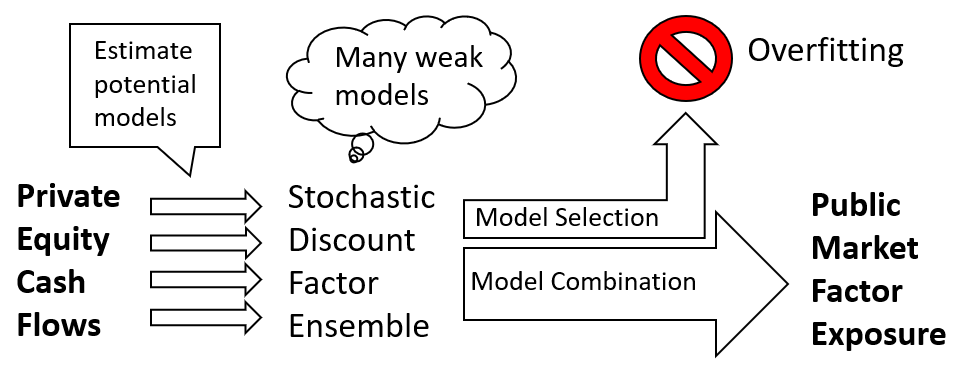 Estimate
potential
models
Many weak
models
Overfitting
Private
Equity
Cash
Flows
Stochastic
Discount
Factor
Ensemble
Model Selection
Model Combination
Public
Market
Factor
Exposure